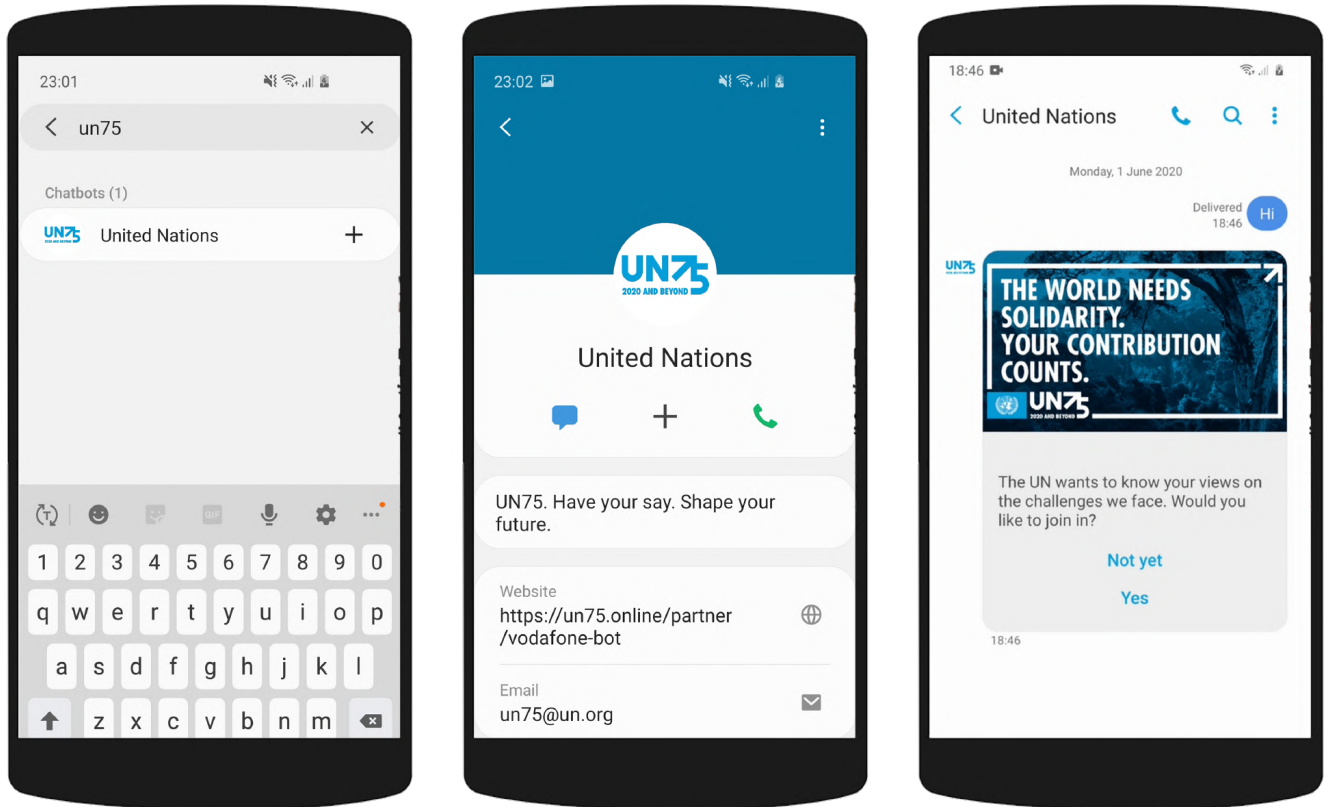 23:01
un75
Chatbots (1)
UN75
United Nations
GIF
1 2 3 4 5 6 7 8 9 0
q w e r t y u i o p
a s d f g h j k l
z x c v b n m
23:02
UN75
2020 AND BEYOND
United Nations
UN75. Have your say. Shape your
future.
Website
https://un75.online/partner
/vodafone-bot
Email
un75@un.org
18:46
United Nations
Monday, 1 June 2020
Delivered
18:46
Hi
UN75
THE WORLD NEEDS
SOLIDARITY.
YOUR CONTRIBUTION
COUNTS.
UN75
2020 AND BEYOND
The UN wants to know your views on
the challenges we face. Would you
like to join in?
Not yet
Yes
18:46